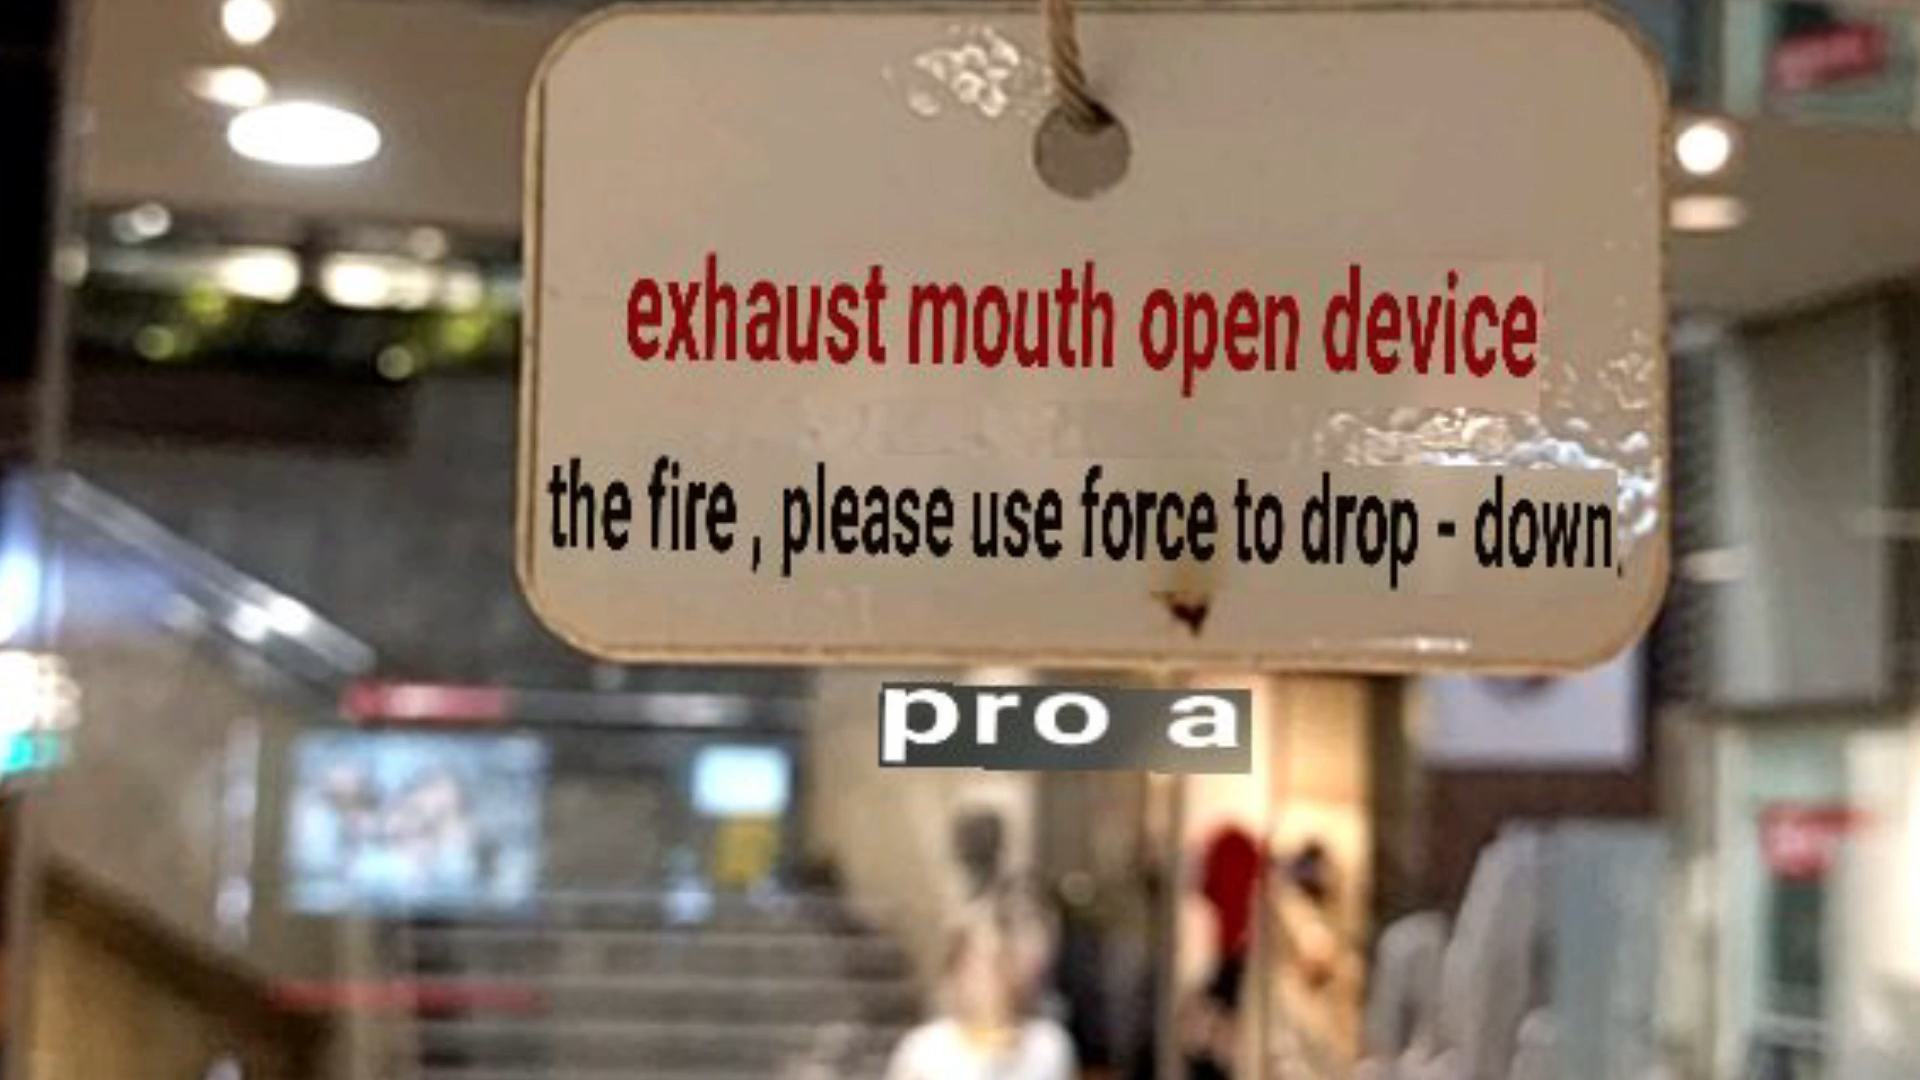 exhaust mouth open device
the fire , please use force to drop - down.
pro a